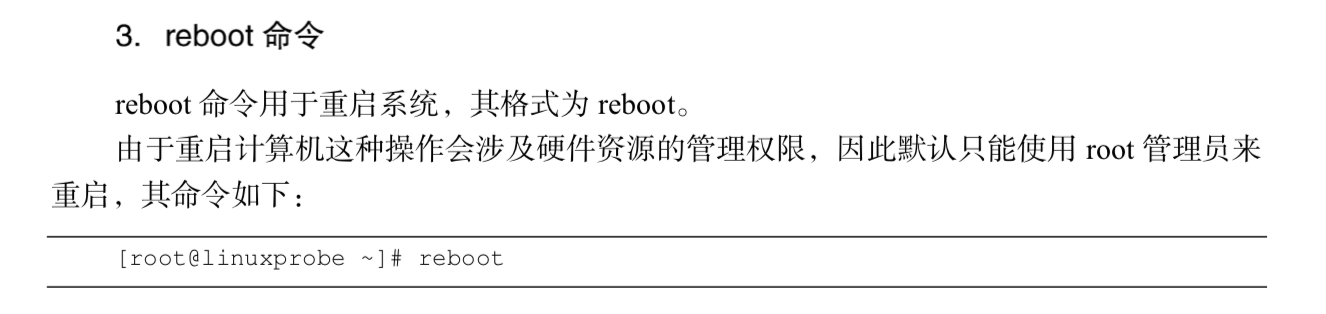 3. reboot 命令
reboot 命令用于重启系统，其格式为 reboot。
由于重启计算机这种操作会涉及硬件资源的管理权限，因此默认只能使用 root 管理员来
重启，其命令如下：
[root@linuxprobe ~]# reboot